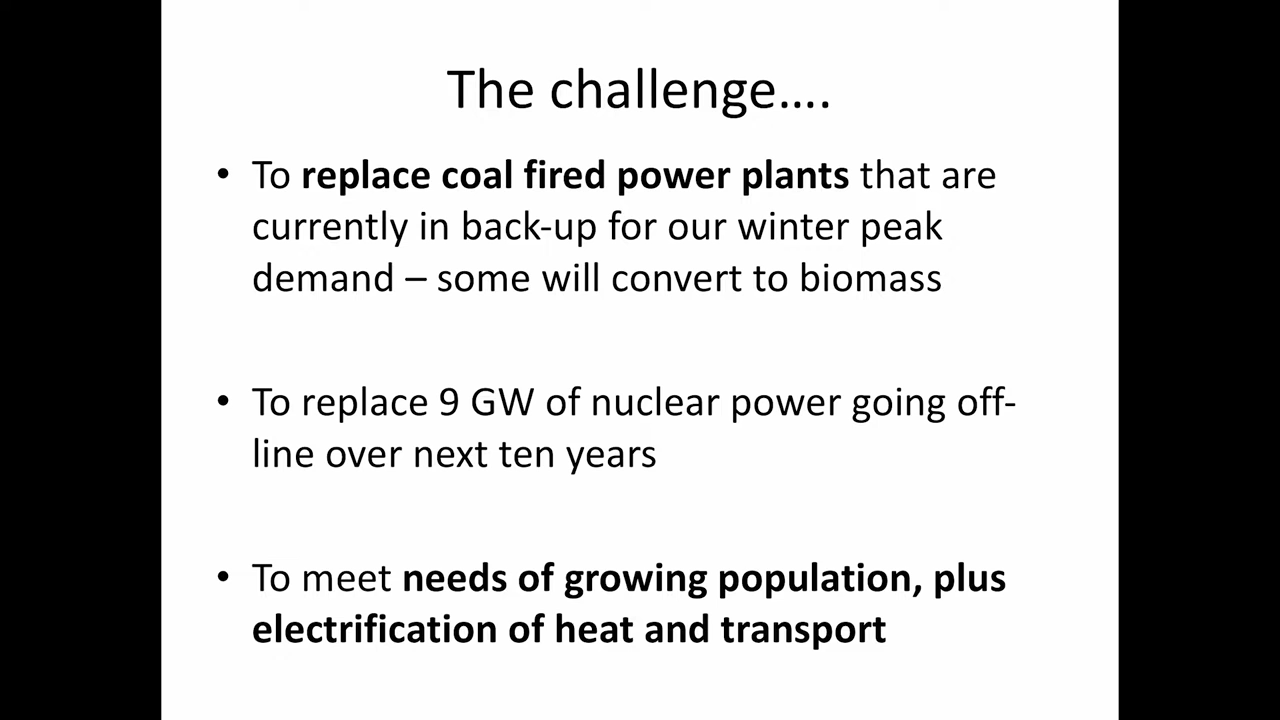 The challenge….
• To replace coal fired power plants that are
currently in back-up for our winter peak
demand – some will convert to biomass
• To replace 9 GW of nuclear power going off-
line over next ten years
• To meet needs of growing population, plus
electrification of heat and transport